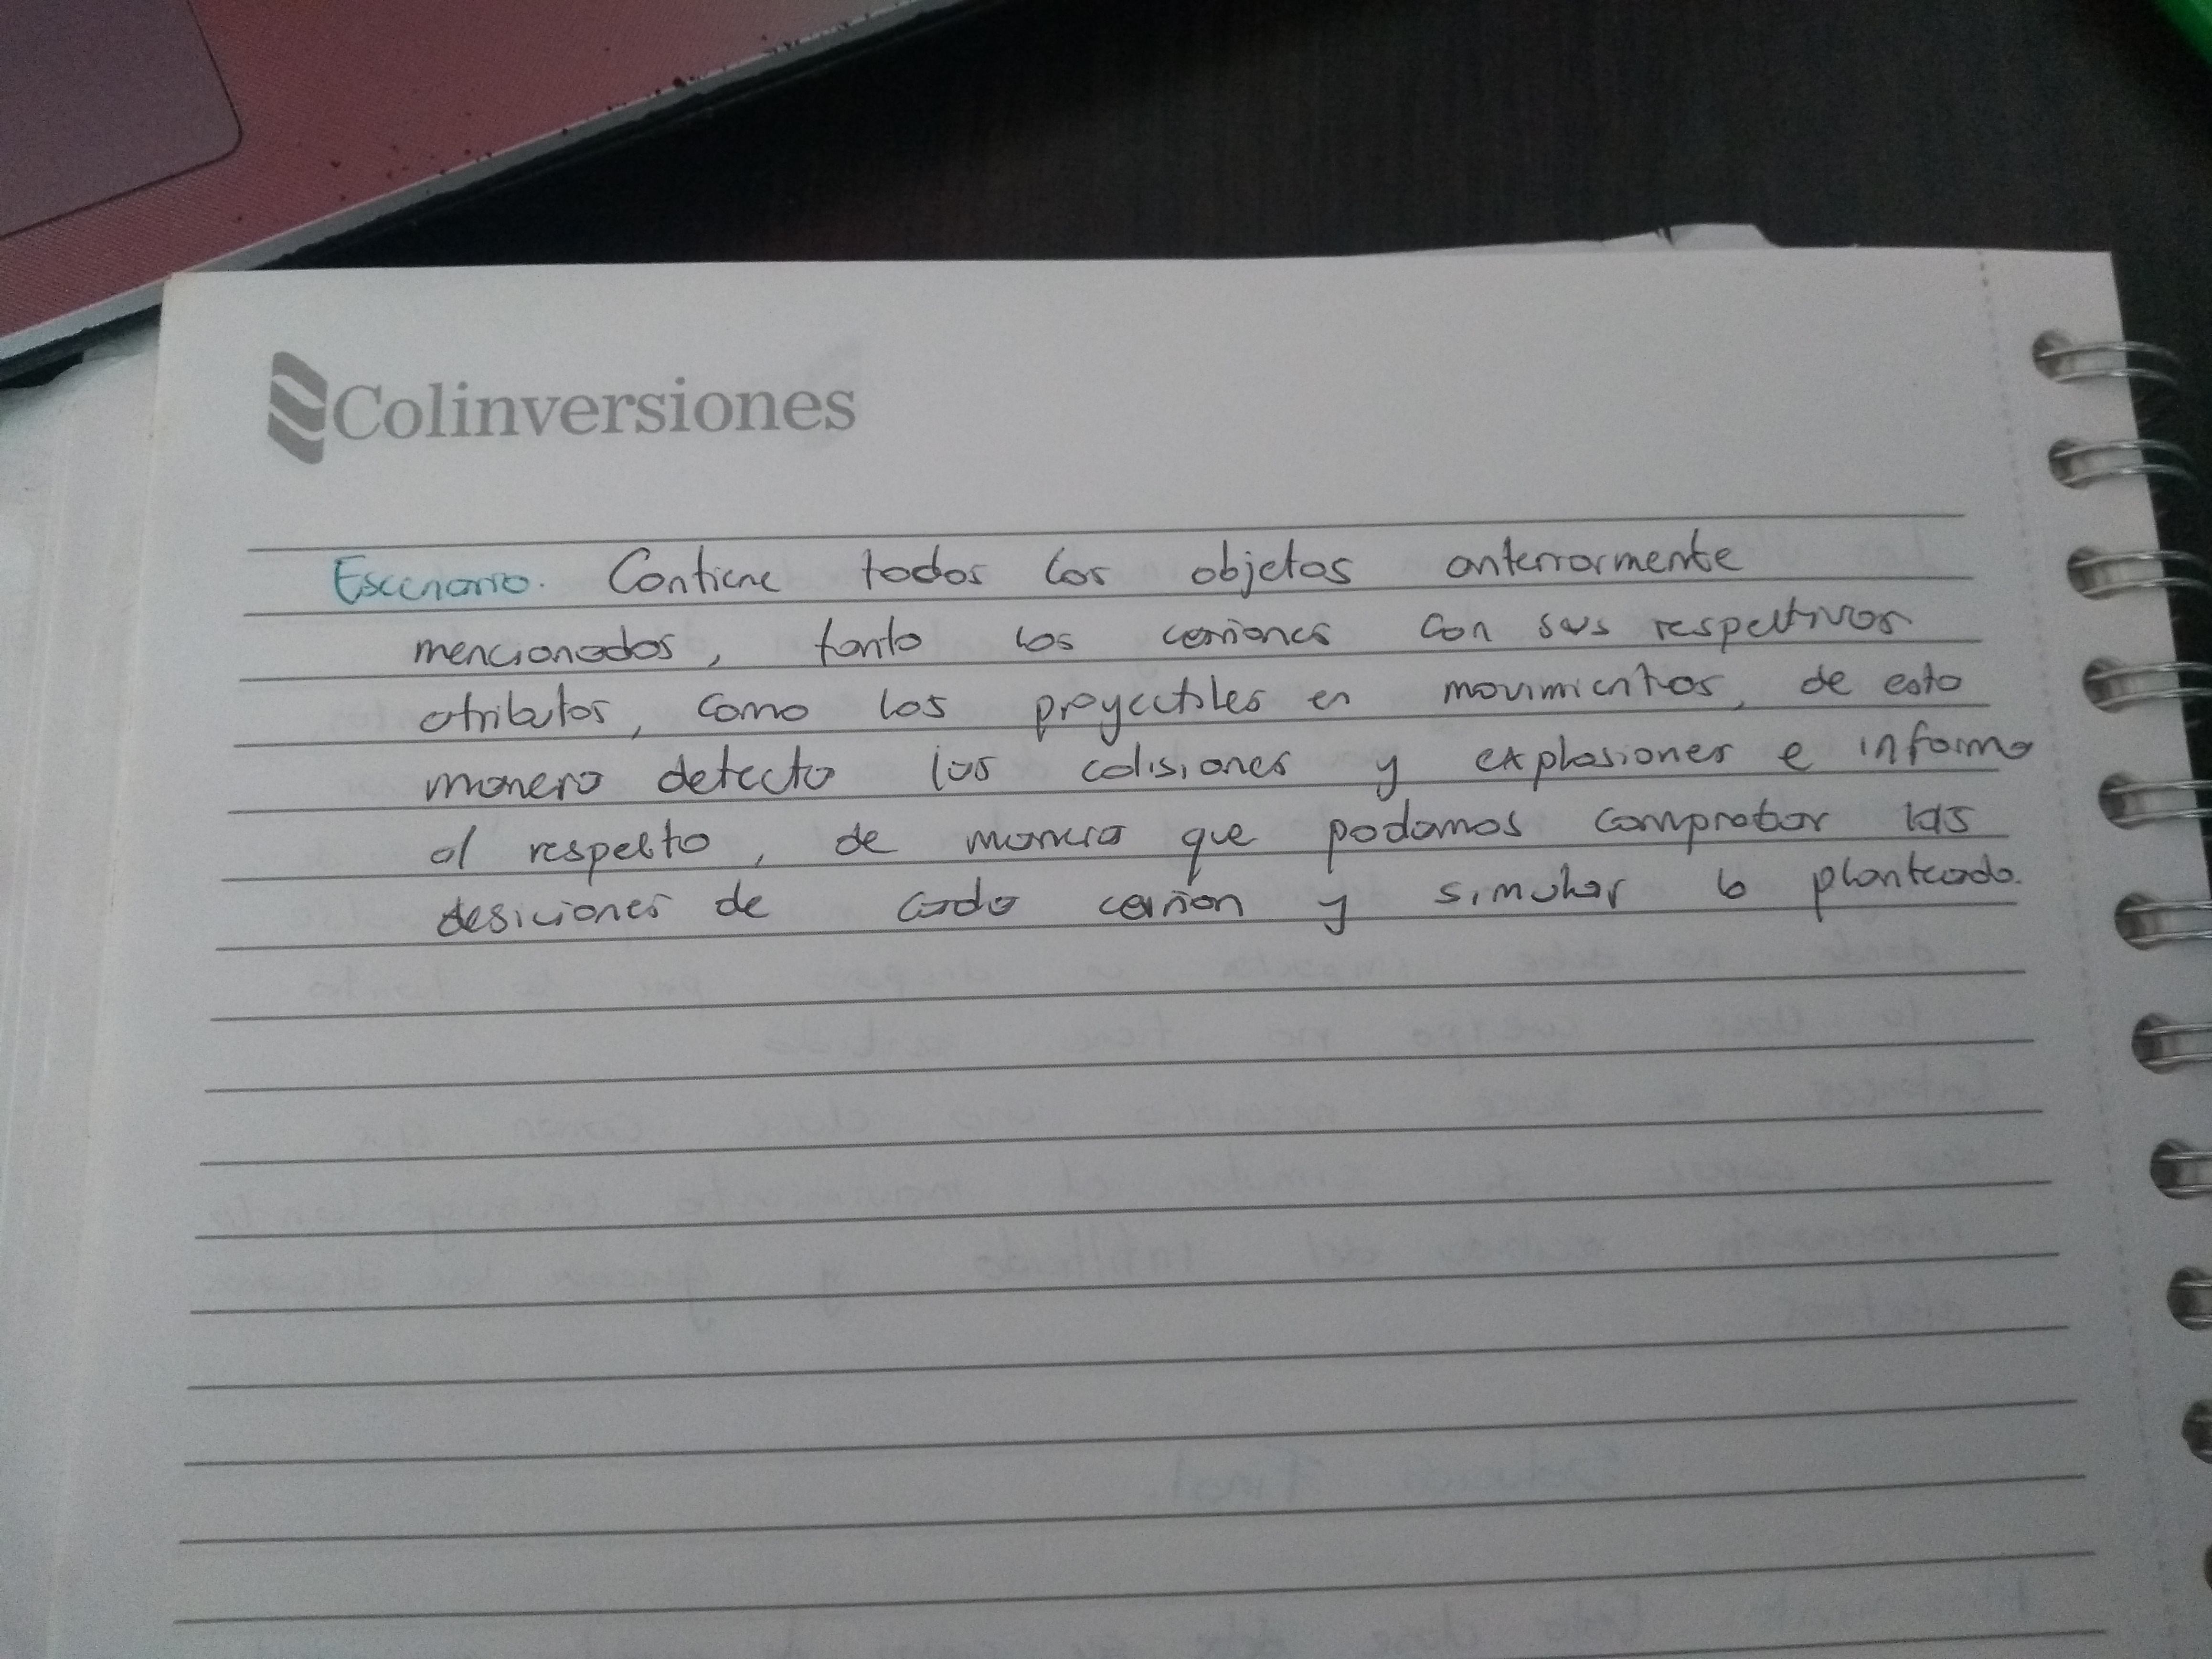 Colinversiones
Escenario. Contiene todos los objetos anteriormente
mencionados, tanto los cañones con sus respectivos
atributos, como los proyectiles en movimientos, de esta
manera detecta las colisiones y explosiones e informa
al respecto, de manera que podamos comprobar las
desiciones de cada cañon y simular lo planteado.